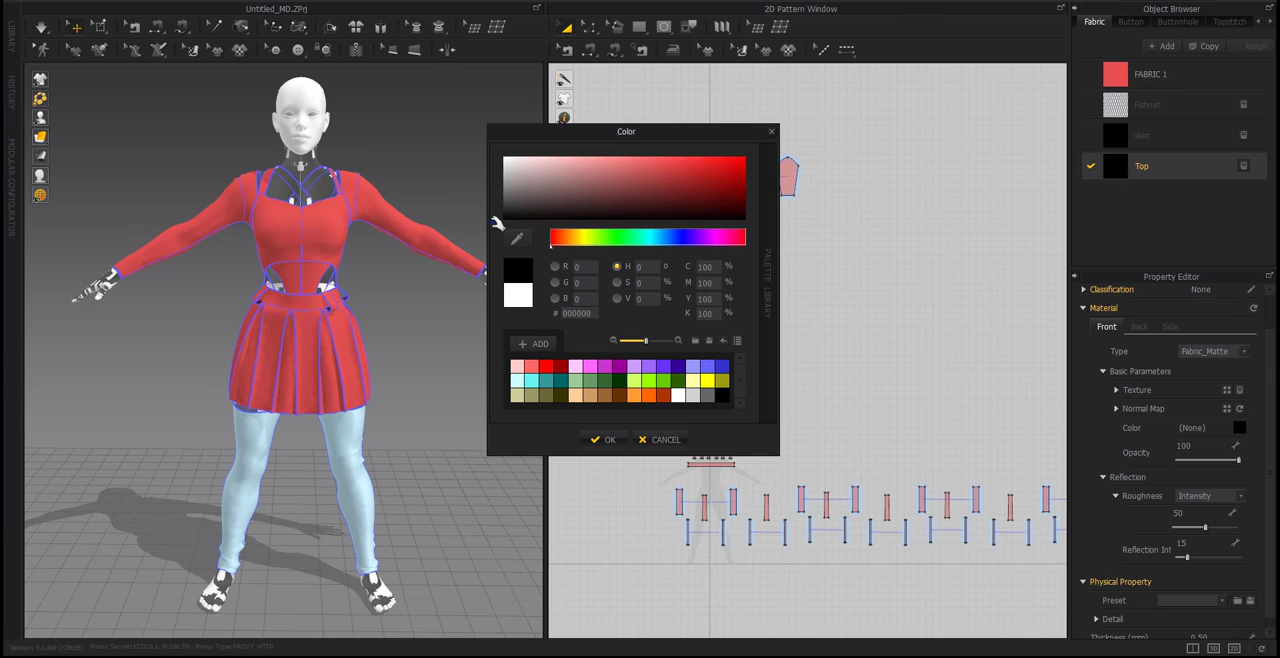 Untitled_MD.ZPrj
2D Pattern Window
Object Browser
LIBRARY
HISTORY
MODULAR CONFIGURATOR
Fabric
Button
Buttonhole
Topstitch
+ Add
Copy
Assign
FABRIC 1
Fishnet
skirt
Top
Color
R 0
H 0 o
C 100 %
G 0
S 0 %
M 100 %
B 0
V 0 %
Y 100 %
# 000000
K 100 %
PALETTE LIBRARY
+ ADD
OK
CANCEL
Property Editor
Classification
None
Material
Front
Back
Side
Type
Fabric_Matte
Basic Parameters
Texture
Normal Map
Color
(None)
Opacity
100
Reflection
Roughness
Intensity
50
Reflection Int
15
Physical Property
Preset
Detail
Thickness (mm)
0.50
3D
2D